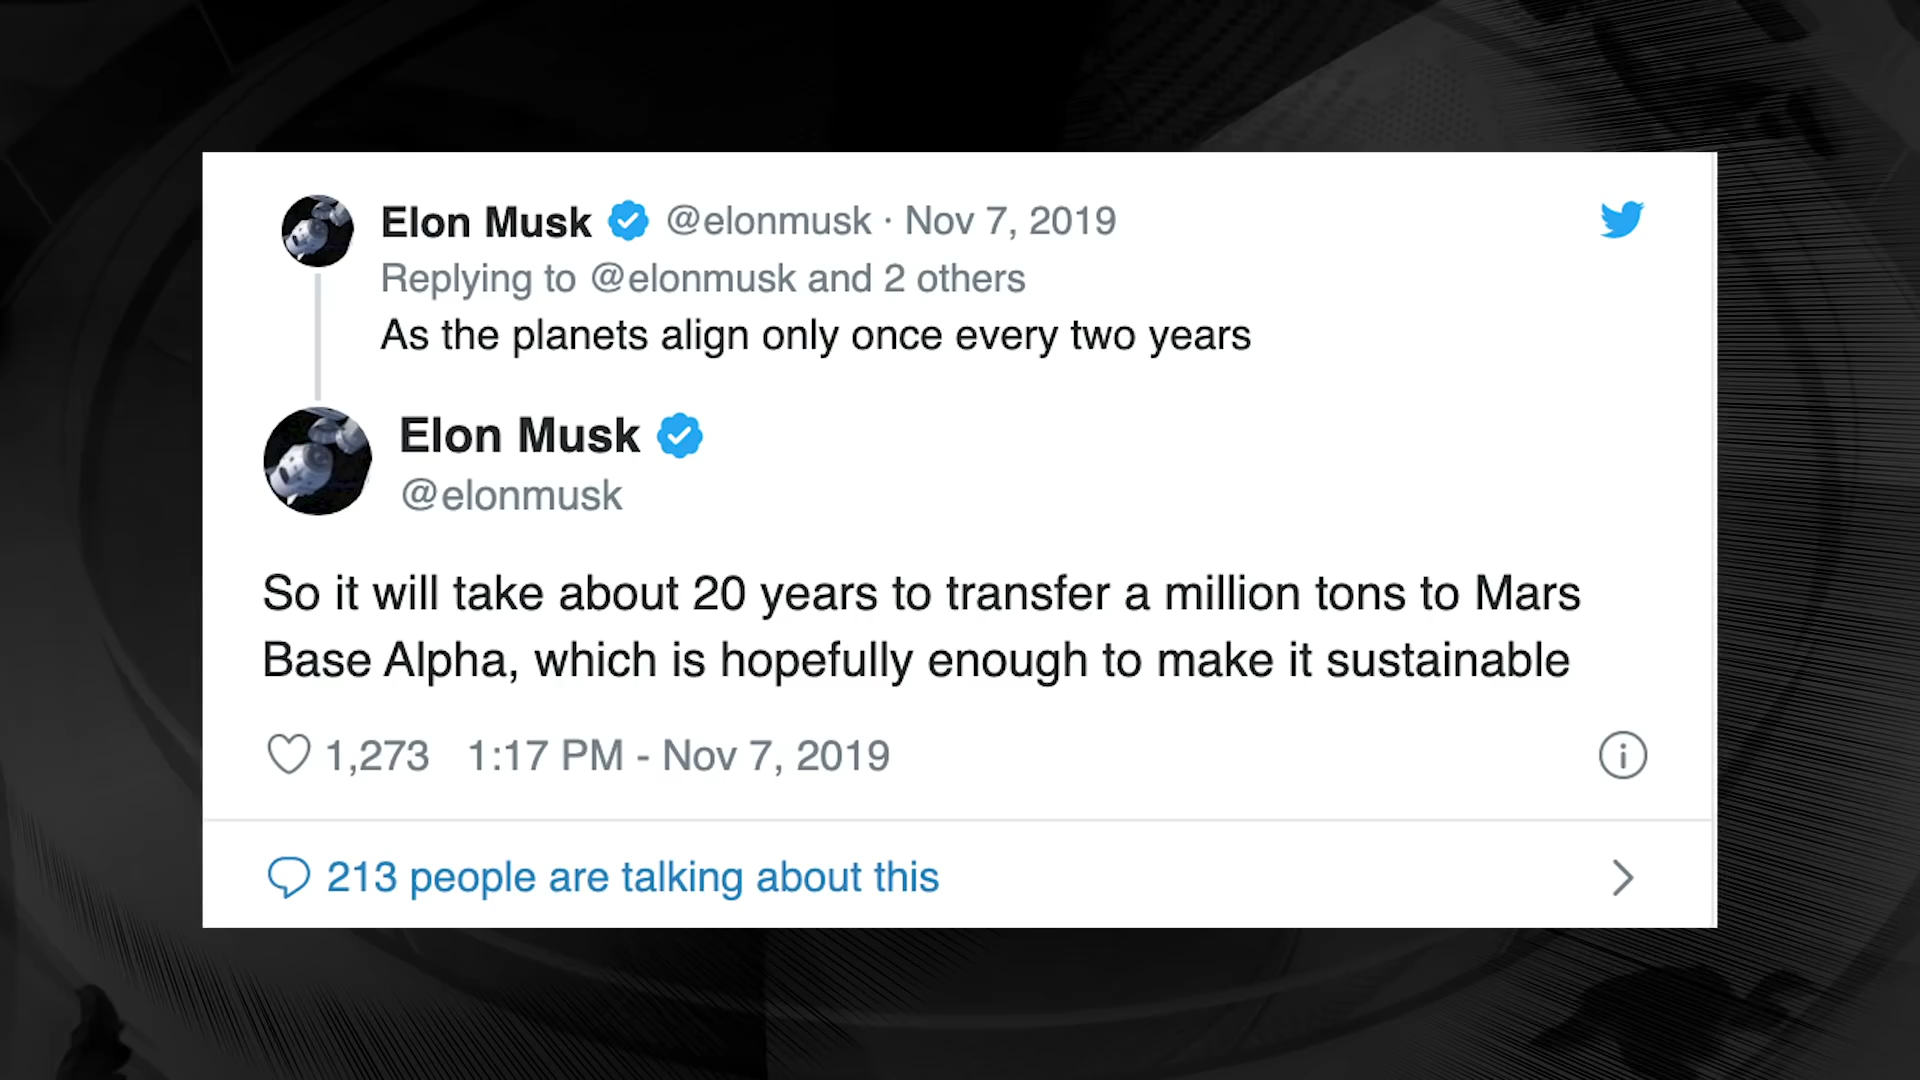 Elon Musk @elonmusk · Nov 7, 2019
Replying to @elonmusk and 2 others
As the planets align only once every two years
Elon Musk
@elonmusk
So it will take about 20 years to transfer a million tons to Mars
Base Alpha, which is hopefully enough to make it sustainable
1,273 1:17 PM - Nov 7, 2019
213 people are talking about this